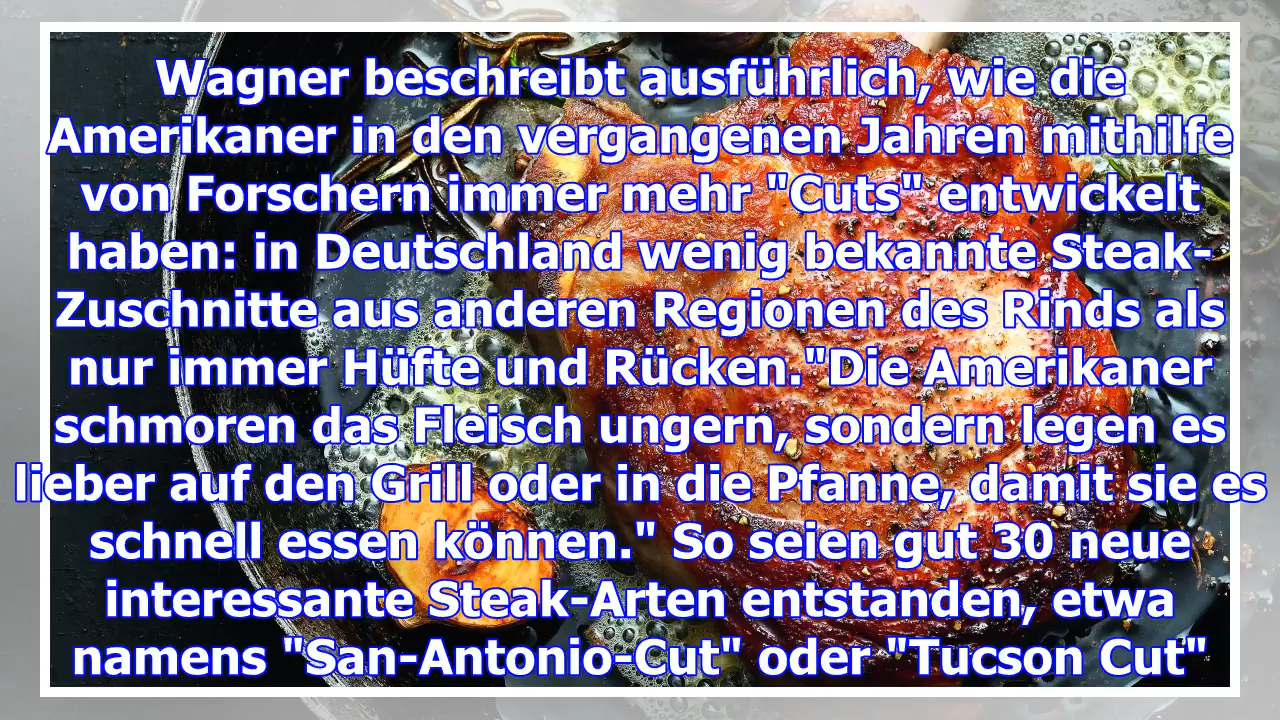 Wagner beschreibt ausführlich, wie die
Amerikaner in den vergangenen Jahren mithilfe
von Forschern immer mehr "Cuts" entwickelt
haben: in Deutschland wenig bekannte Steak-
Zuschnitte aus anderen Regionen des Rinds als
nur immer Hüfte und Rücken."Die Amerikaner
schmoren das Fleisch ungern, sondern legen es
lieber auf den Grill oder in die Pfanne, damit sie es
schnell essen können." So seien gut 30 neue
interessante Steak-Arten entstanden, etwa
namens "San-Antonio-Cut" oder "Tucson Cut"